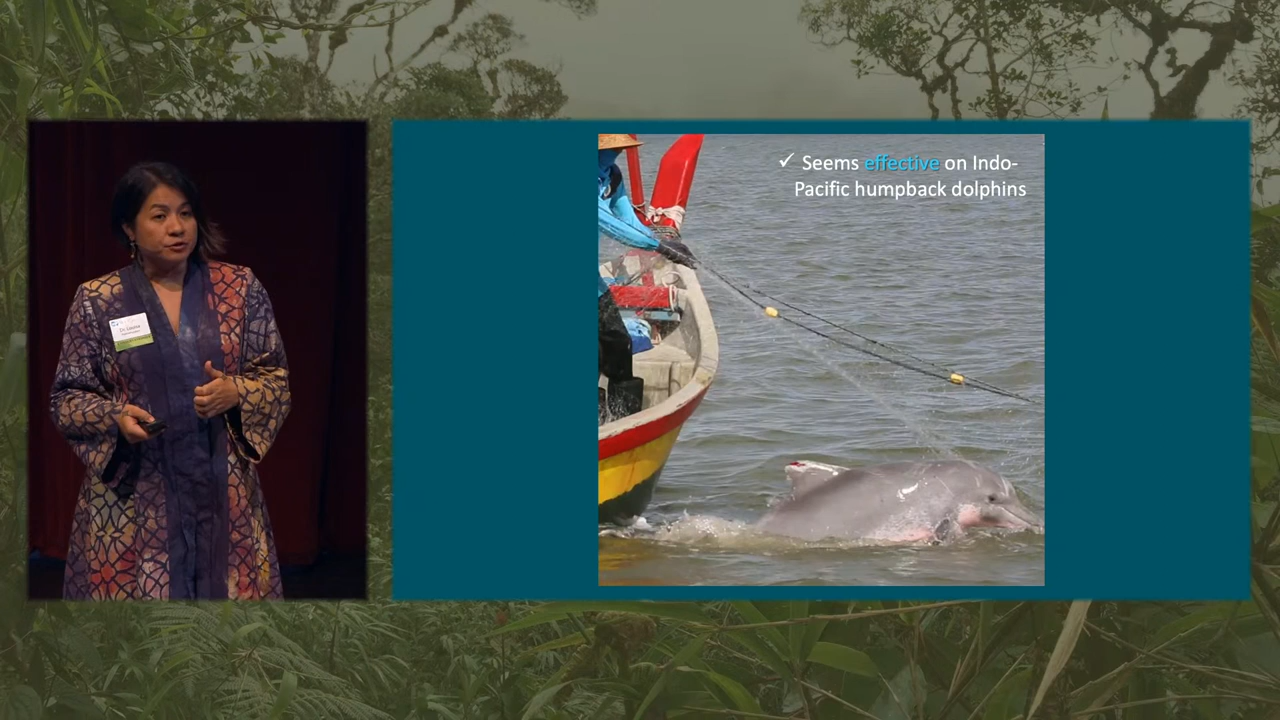 ✓ Seems effective on Indo-
Pacific humpback dolphins